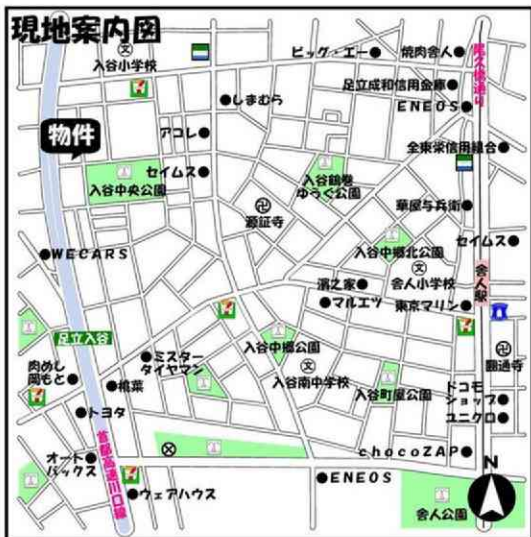 現地案内図
文
入谷小学校
ビッグ・エー
焼肉舎人
尾久橋通り
足立成和信用金庫
しまむら
ENEOS
物件
アコレ
全東栄信用組合
セイムス
入谷中央公園
入谷鶴巻
ゆうぐ公園
華屋与兵衛
源証寺
セイムス
入谷中郷北公園
WECARS
文
舎人小学校
舎人駅
濱之家
マルエツ
東京マリン
足立入谷
入谷中郷公園
圓通寺
肉めし
岡もと
ミスター
タイヤマン
文
入谷南中学校
入谷町屋公園
ドコモ
ショップ
椿葉
トヨタ
ユニクロ
首都高速川口線
chocoZAP
オート
バックス
N
ENEOS
ウェアハウス
舎人公園